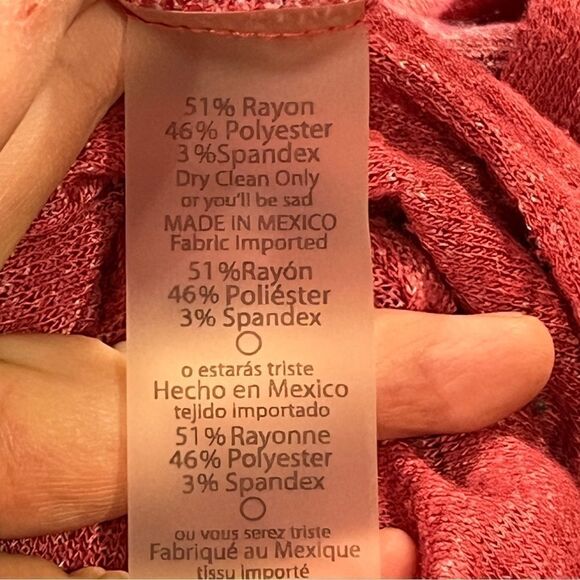 51% Rayon
46% Polyester
3%Spandex
Dry Clean Only
or you'll be sad
MADE IN MEXICO
Fabric Imported
51%Rayón
46% Poliéster
3% Spandex
o estarás triste
Hecho en Mexico
tejido importado
51% Rayonne
46% Polyester
3% Spandex
ou vous serez triste
Fabriqué au Mexique
tissu importé